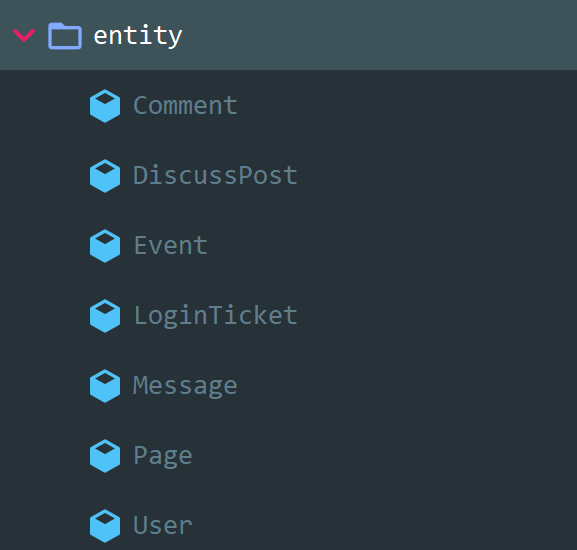 entity
Comment
DiscussPost
Event
LoginTicket
Message
Page
User